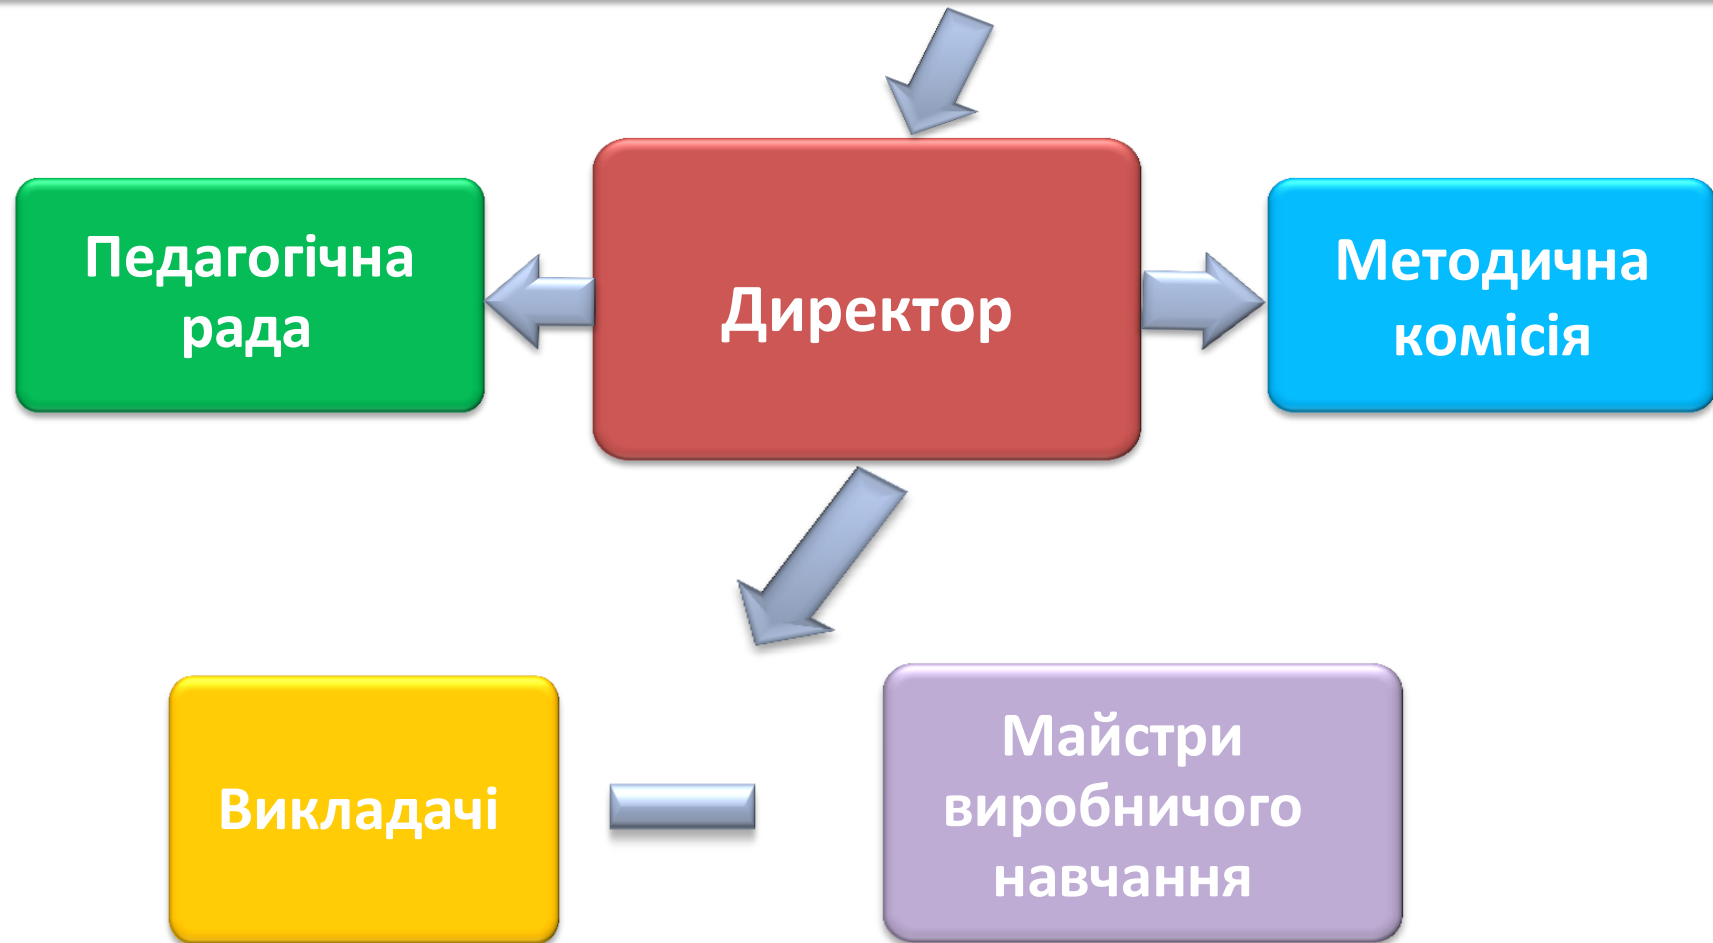 Педагогічна
рада
Директор
Методична
комісія
Викладачі
Майстри
виробничого
навчання